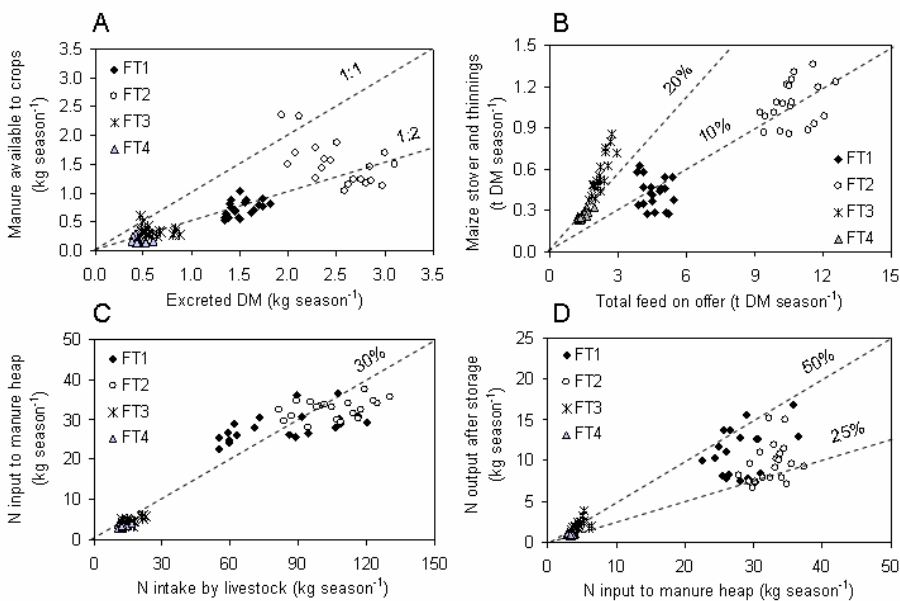 A
Manure available to crops
(kg season⁻¹)
3.5
3.0
2.5
2.0
1.5
1.0
0.5
0.0
FT1
FT2
FT3
FT4
1:1
1:2
0.0 0.5 1.0 1.5 2.0 2.5 3.0 3.5
Excreted DM (kg season⁻¹)
B
Maize stover and thinnings
(t DM season⁻¹)
1.5
1.2
0.9
0.6
0.3
0.0
20%
10%
FT1
FT2
FT3
FT4
0 3 6 9 12 15
Total feed on offer (t DM season⁻¹)
C
N input to manure heap
(kg season⁻¹)
50
40
30
20
10
0
FT1
FT2
FT3
FT4
30%
0 30 60 90 120 150
N intake by livestock (kg season⁻¹)
D
N output after storage
(kg season⁻¹)
25
20
15
10
5
0
FT1
FT2
FT3
FT4
50%
25%
0 10 20 30 40 50
N input to manure heap (kg season⁻¹)